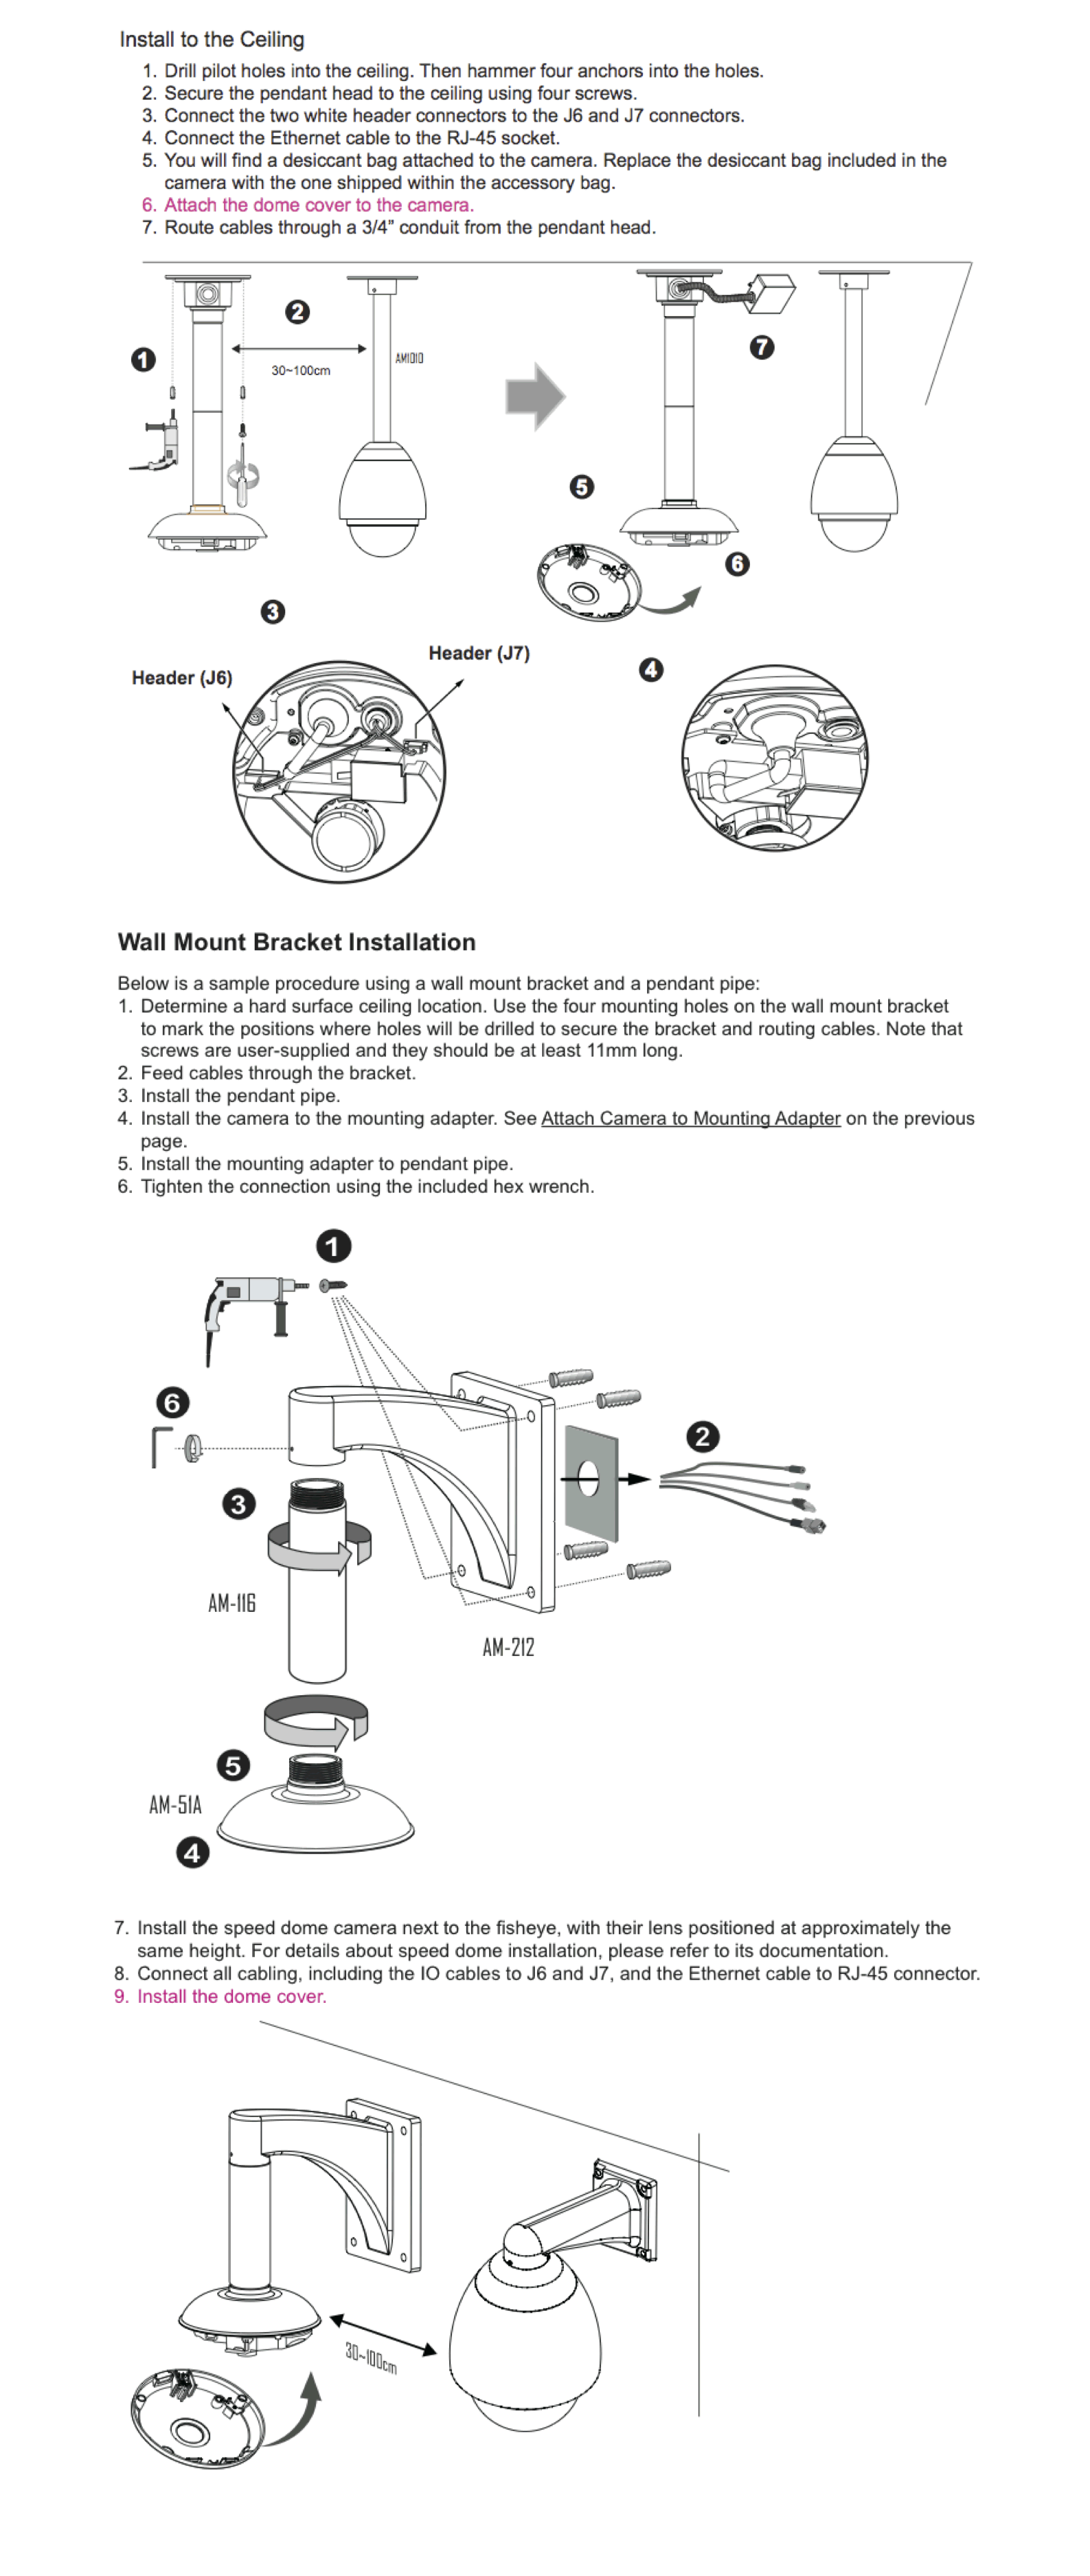 Install to the Ceiling
1. Drill pilot holes into the ceiling. Then hammer four anchors into the holes.
2. Secure the pendant head to the ceiling using four screws.
3. Connect the two white header connectors to the J6 and J7 connectors.
4. Connect the Ethernet cable to the RJ-45 socket.
5. You will find a desiccant bag attached to the camera. Replace the desiccant bag included in the
camera with the one shipped within the accessory bag.
6. Attach the dome cover to the camera.
7. Route cables through a 3/4" conduit from the pendant head.
2
7
1
AM1010
30~100cm
5
6
3
Header (J7)
4
Header (J6)
Wall Mount Bracket Installation
Below is a sample procedure using a wall mount bracket and a pendant pipe:
1. Determine a hard surface ceiling location. Use the four mounting holes on the wall mount bracket
to mark the positions where holes will be drilled to secure the bracket and routing cables. Note that
screws are user-supplied and they should be at least 11mm long.
2. Feed cables through the bracket.
3. Install the pendant pipe.
4. Install the camera to the mounting adapter. See Attach Camera to Mounting Adapter on the previous
page.
5. Install the mounting adapter to pendant pipe.
6. Tighten the connection using the included hex wrench.
1
6
2
3
AM-116
AM-212
5
AM-51A
4
7. Install the speed dome camera next to the fisheye, with their lens positioned at approximately the
same height. For details about speed dome installation, please refer to its documentation.
8. Connect all cabling, including the IO cables to J6 and J7, and the Ethernet cable to RJ-45 connector.
9. Install the dome cover.
30~100cm